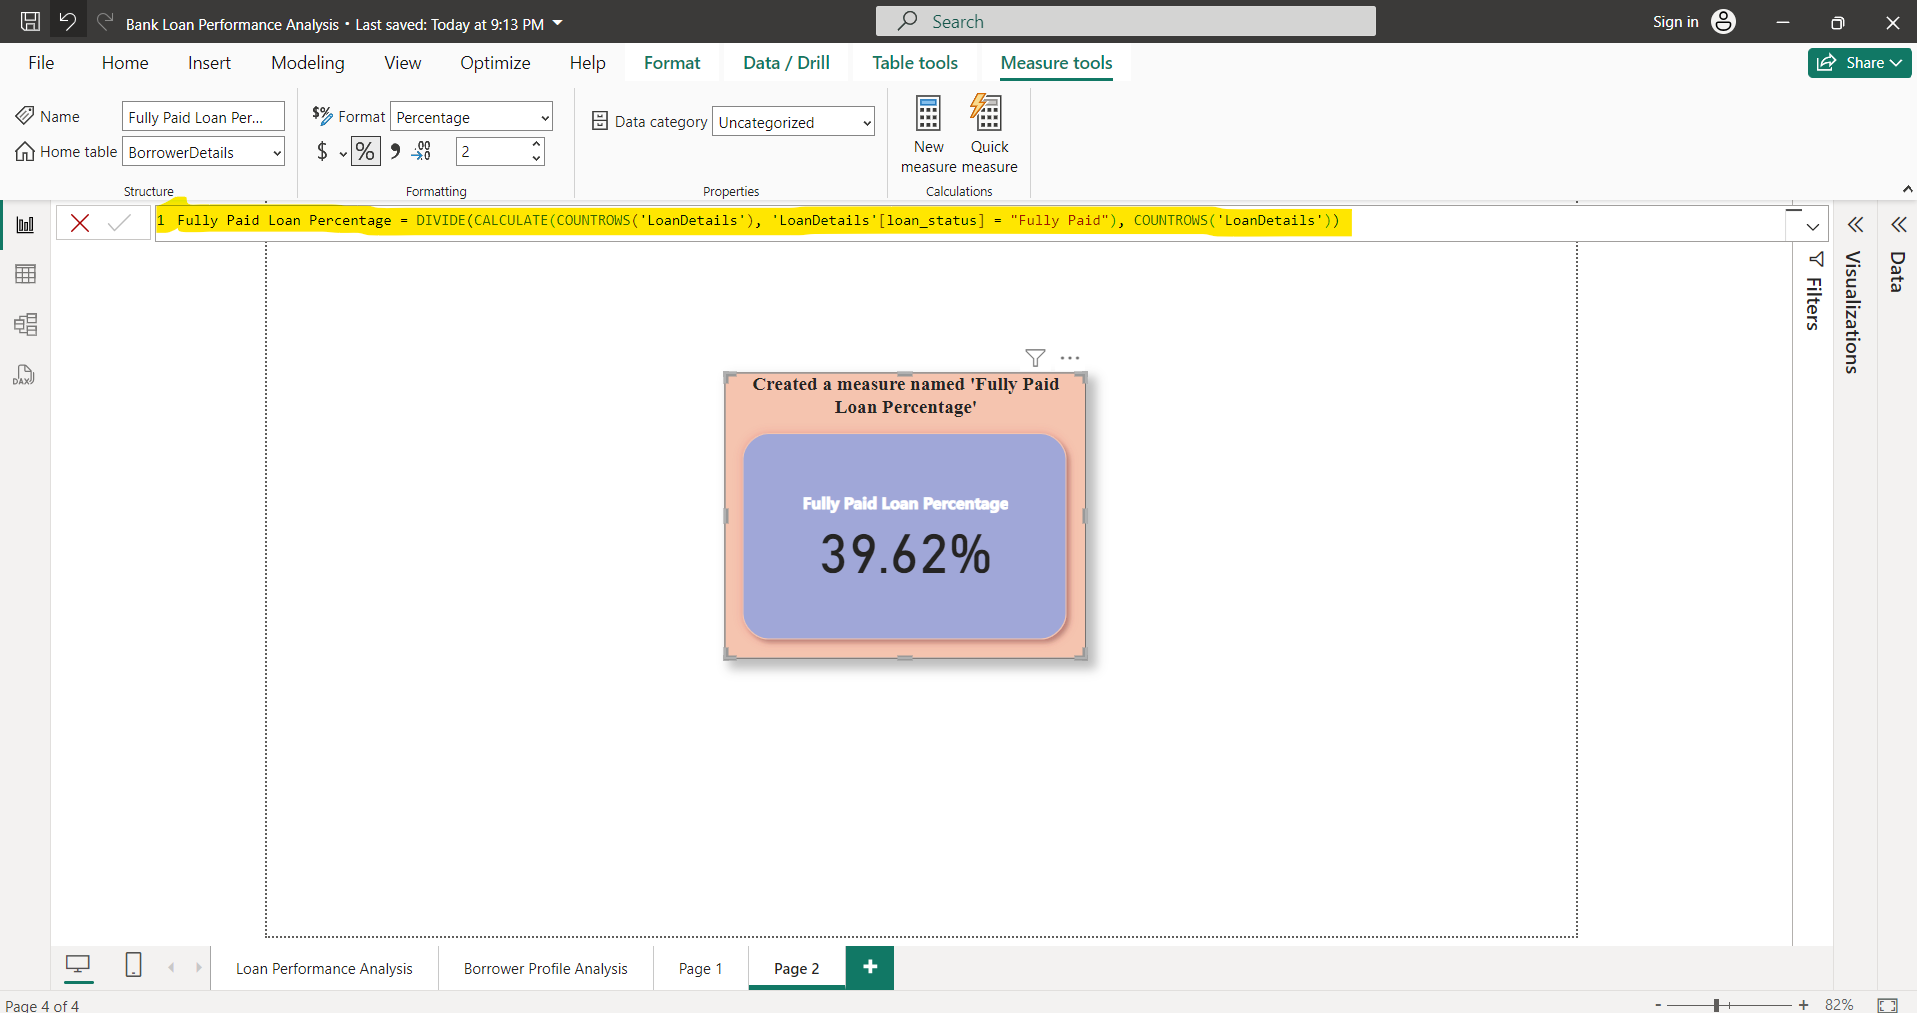 Bank Loan Performance Analysis • Last saved: Today at 9:13 PM
Search
Sign in
File Home Insert Modeling View Optimize Help Format Data / Drill Table tools Measure tools
Share
Name Fully Paid Loan Per...
Home table BorrowerDetails
Structure
$% Format Percentage
$ % , .00 →.0 2
Formatting
Data category Uncategorized
Properties
New measure
Quick measure
Calculations
1 Fully Paid Loan Percentage = DIVIDE(CALCULATE(COUNTROWS('LoanDetails'), 'LoanDetails'[loan_status] = "Fully Paid"), COUNTROWS('LoanDetails'))
DAX
Filters
Visualizations
Data
Created a measure named 'Fully Paid
Loan Percentage'
Fully Paid Loan Percentage
39.62%
Loan Performance Analysis Borrower Profile Analysis Page 1 Page 2 +
Page 4 of 4
- + 82%